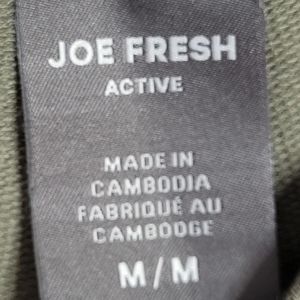 JOE FRESH
ACTIVE
MADE IN
CAMBODIA
FABRIQUÉ AU
CAMBODGE
M/M